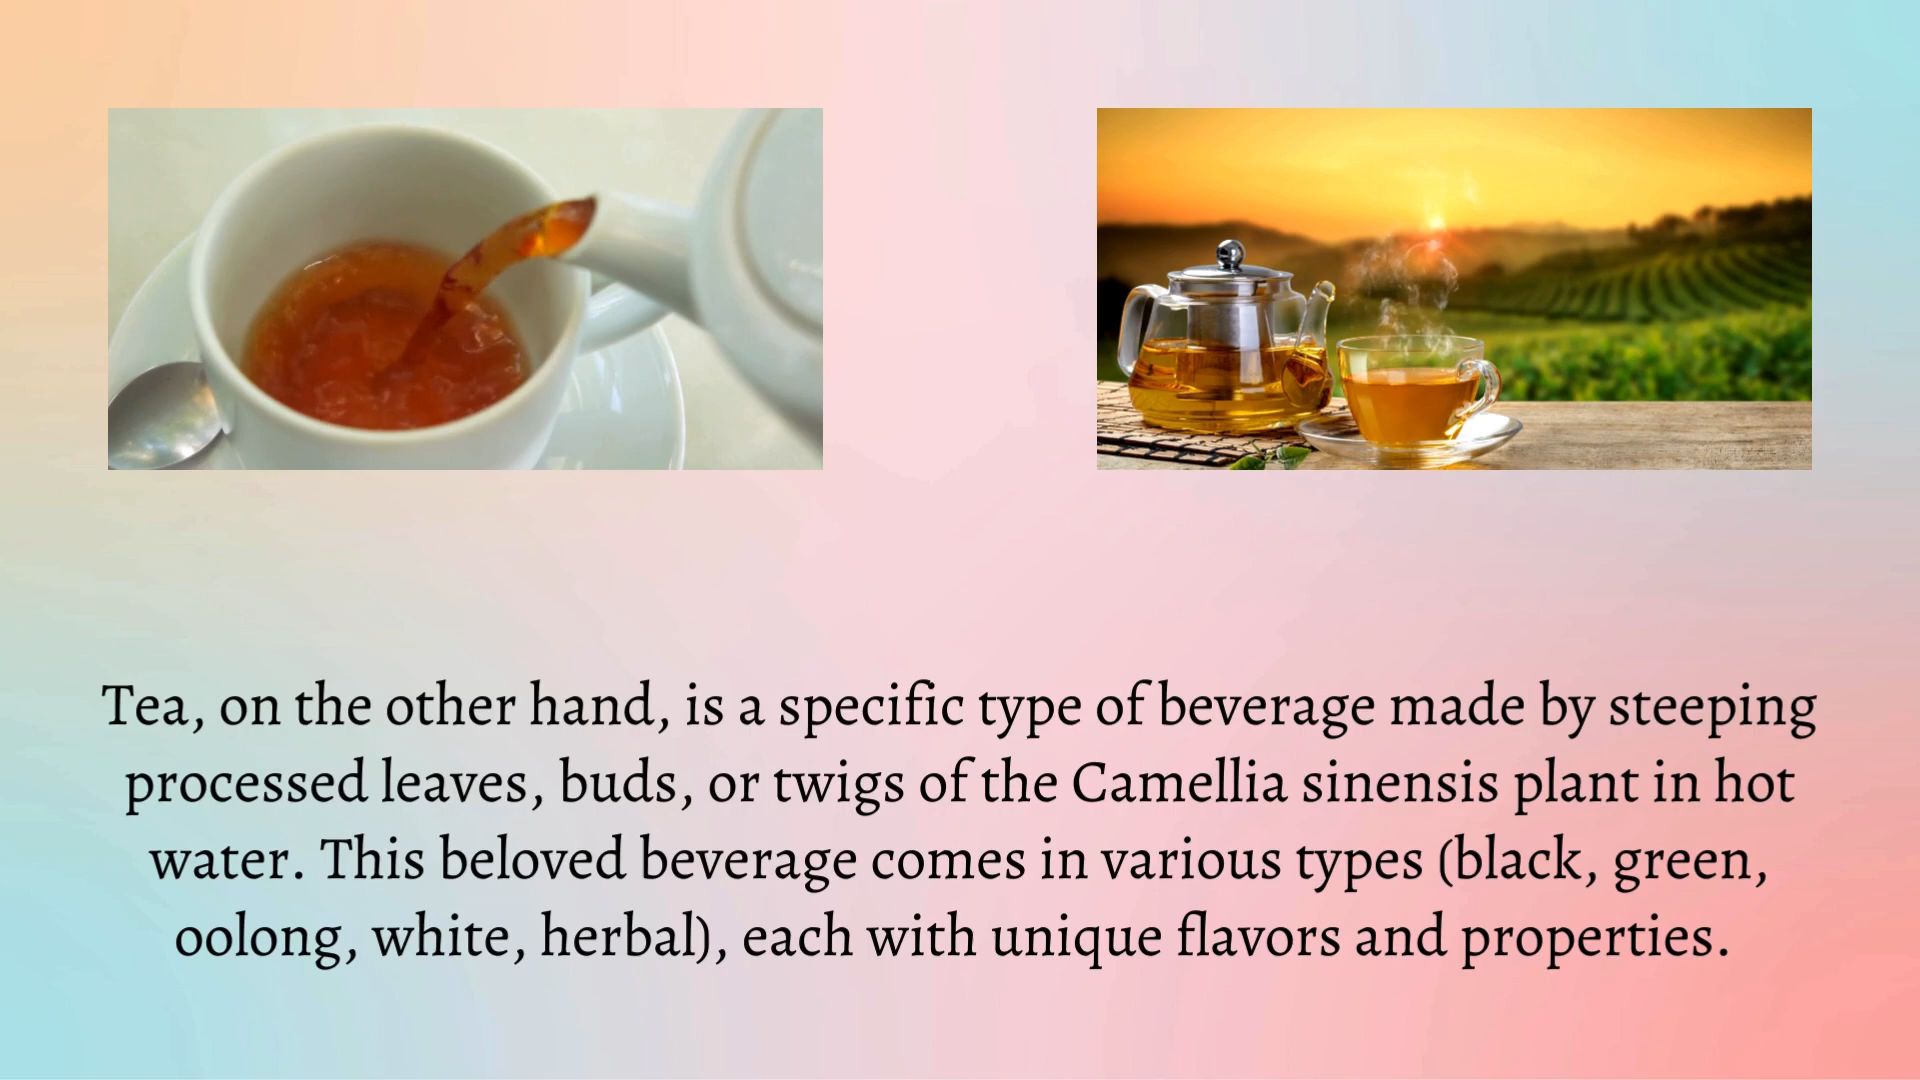 Tea, on the other hand, is a specific type of beverage made by steeping
processed leaves, buds, or twigs of the Camellia sinensis plant in hot
water. This beloved beverage comes in various types (black, green,
oolong, white, herbal), each with unique flavors and properties.